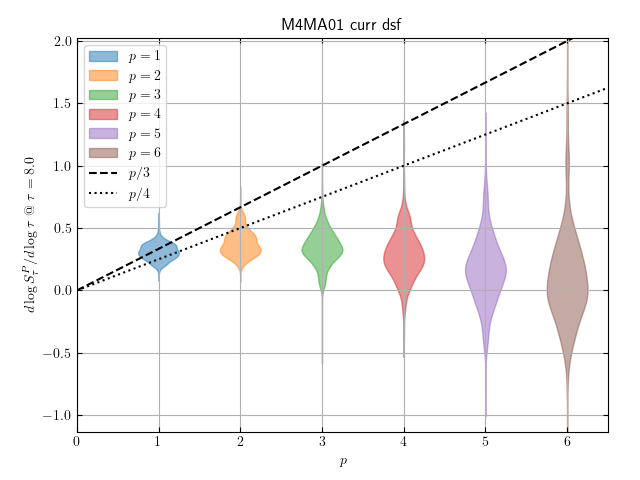 M4MA01 curr dsf
2.0
1.5
1.0
0.5
0.0
−0.5
−1.0
d log S_τ^P / d log τ @ τ = 8.0
p = 1
p = 2
p = 3
p = 4
p = 5
p = 6
p/3
p/4
0 1 2 3 4 5 6
p